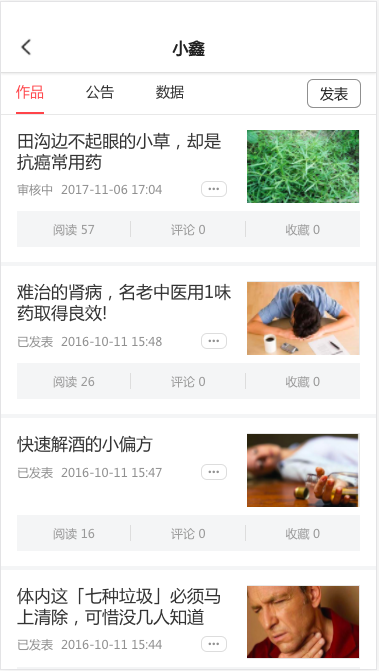 小鑫
作品 公告 数据 发表
田沟边不起眼的小草，却是
抗癌常用药
审核中 2017-11-06 17:04
阅读 57 评论 0 收藏 0
难治的肾病，名老中医用1味
药取得良效!
已发表 2016-10-11 15:48
阅读 26 评论 0 收藏 0
快速解酒的小偏方
已发表 2016-10-11 15:47
阅读 16 评论 0 收藏 0
体内这「七种垃圾」必须马
上清除，可惜没几人知道
已发表 2016-10-11 15:44